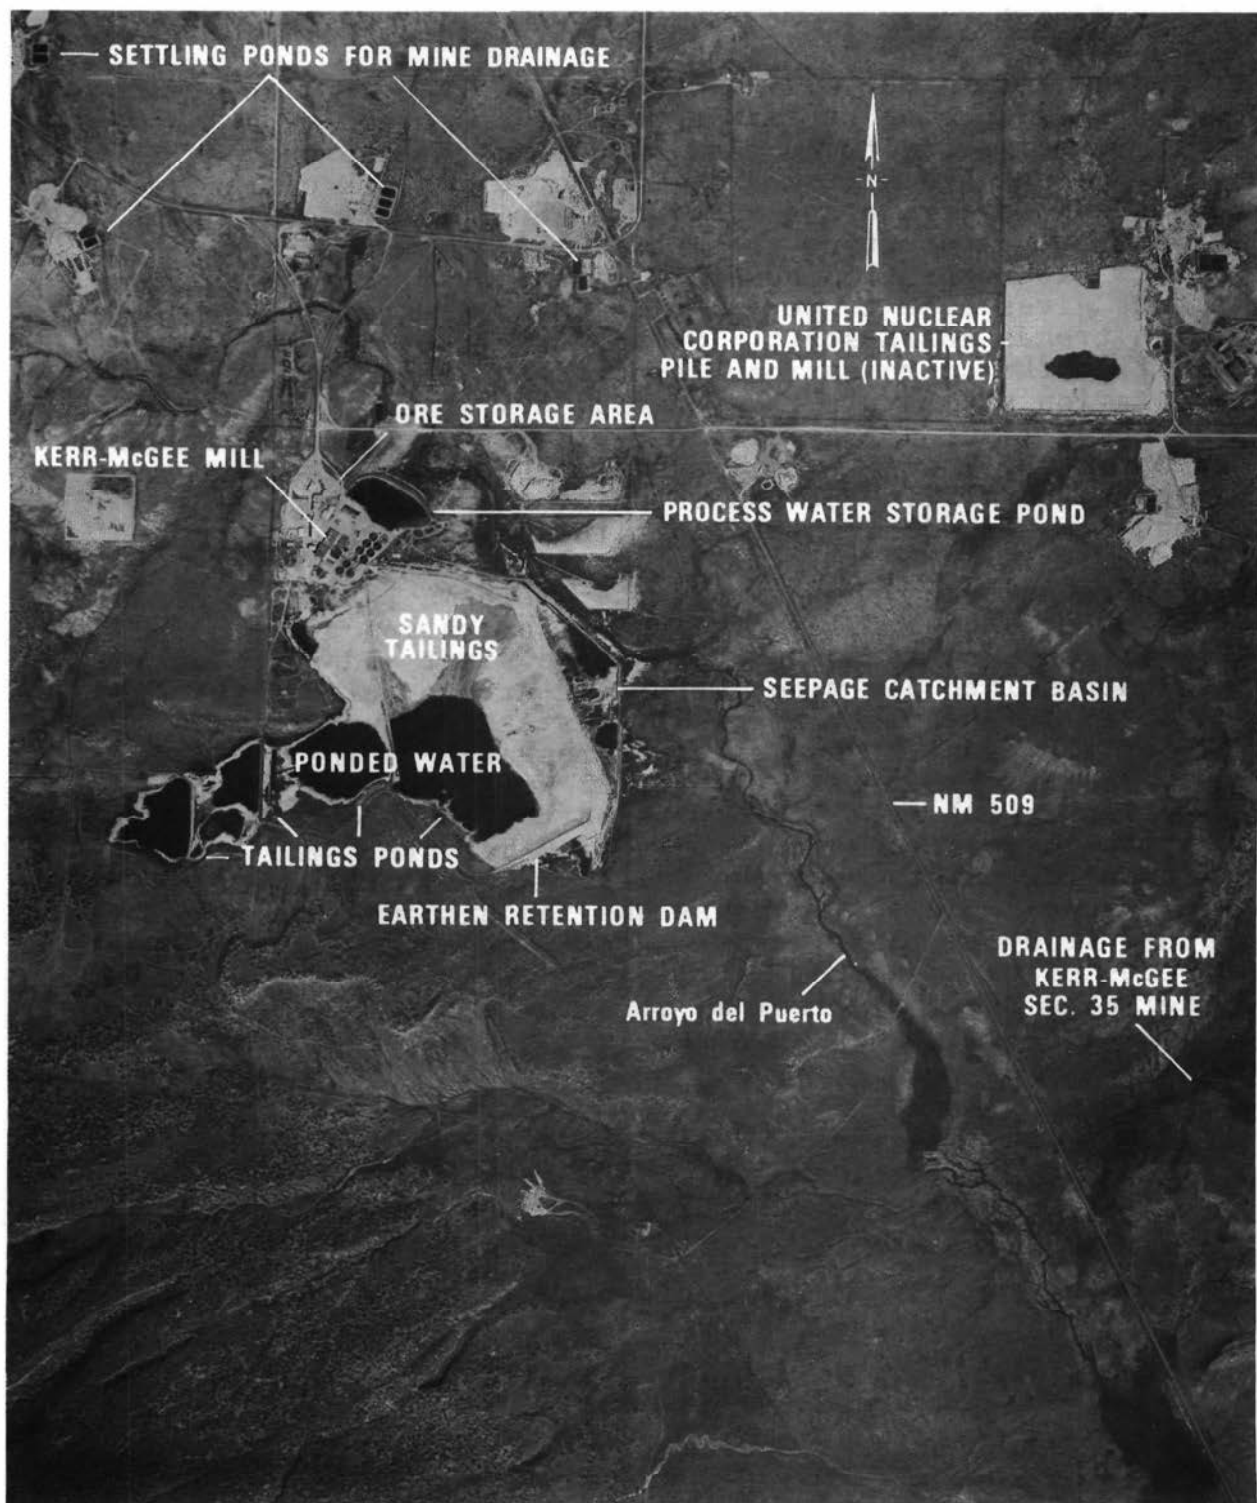 SETTLING PONDS FOR MINE DRAINAGE
N
UNITED NUCLEAR
CORPORATION TAILINGS
PILE AND MILL (INACTIVE)
ORE STORAGE AREA
KERR-McGEE MILL
PROCESS WATER STORAGE POND
SANDY
TAILINGS
SEEPAGE CATCHMENT BASIN
PONDED WATER
NM 509
TAILINGS PONDS
EARTHEN RETENTION DAM
DRAINAGE FROM
KERR-McGEE
SEC. 35 MINE
Arroyo del Puerto